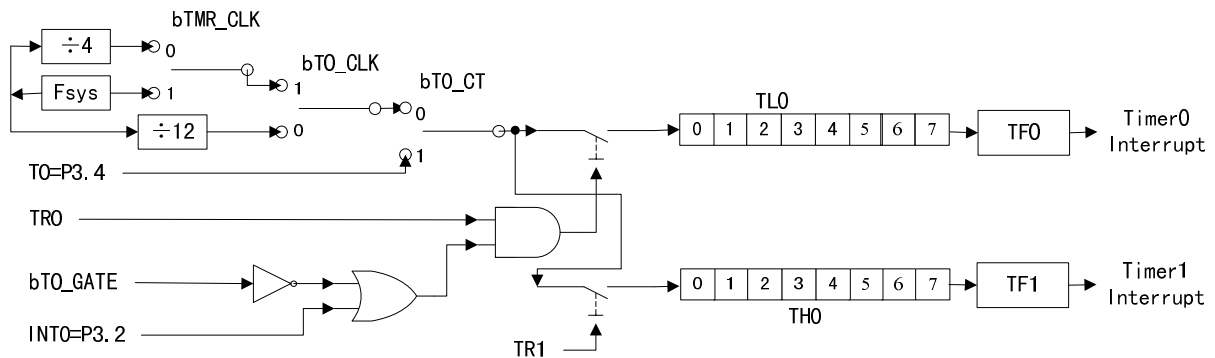 bTMR_CLK
÷4
0
bT0_CLK
Fsys
1
1
bT0_CT
0
÷12
0
TL0
0 1 2 3 4 5 6 7
TF0
Timer0
Interrupt
1
T0=P3.4
TR0
bT0_GATE
INT0=P3.2
TR1
0 1 2 3 4 5 6 7
TH0
TF1
Timer1
Interrupt